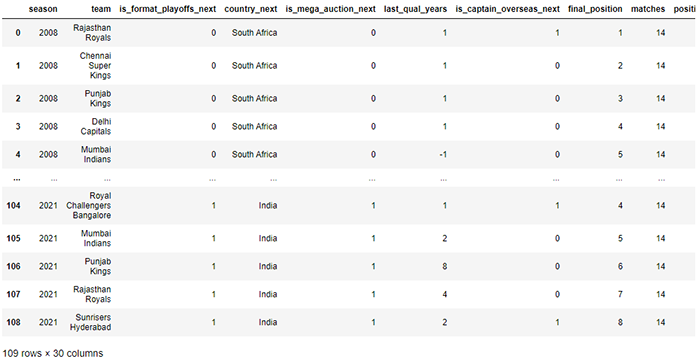 season team is_format_playoffs_next country_next is_mega_auction_next last_qual_years is_captain_overseas_next final_position matches positi
0 2008 Rajasthan Royals 0 South Africa 0 1 1 1 14
1 2008 Chennai Super Kings 0 South Africa 0 1 0 2 14
2 2008 Punjab Kings 0 South Africa 0 1 0 3 14
3 2008 Delhi Capitals 0 South Africa 0 1 0 4 14
4 2008 Mumbai Indians 0 South Africa 0 -1 0 5 14
... ... ... ... ... ... ... ... ... ...
104 2021 Royal Challengers Bangalore 1 India 1 1 1 4 14
105 2021 Mumbai Indians 1 India 1 2 0 5 14
106 2021 Punjab Kings 1 India 1 8 0 6 14
107 2021 Rajasthan Royals 1 India 1 4 0 7 14
108 2021 Sunrisers Hyderabad 1 India 1 2 1 8 14
109 rows × 30 columns